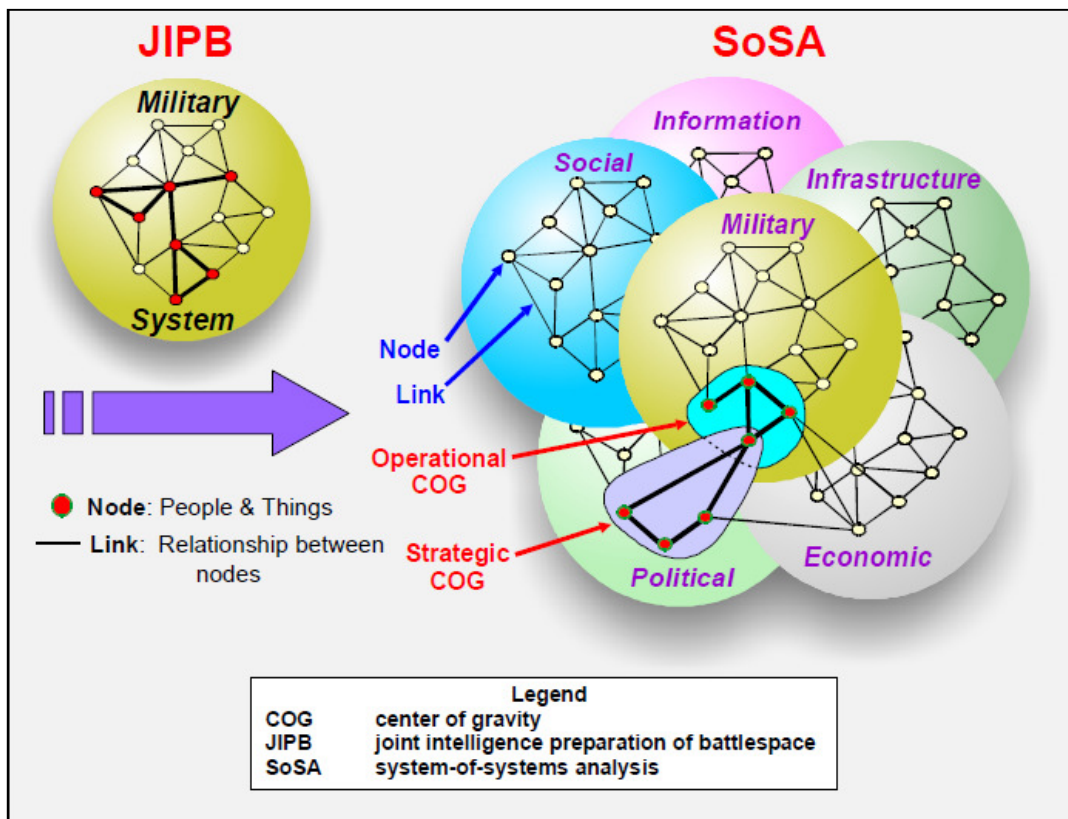 JIPB
Military
System
Node: People & Things
Link: Relationship between
nodes
SoSA
Information
Social
Infrastructure
Military
Node
Link
Operational
COG
Strategic
COG
Political
Economic
Legend
COG center of gravity
JIPB joint intelligence preparation of battlespace
SoSA system-of-systems analysis